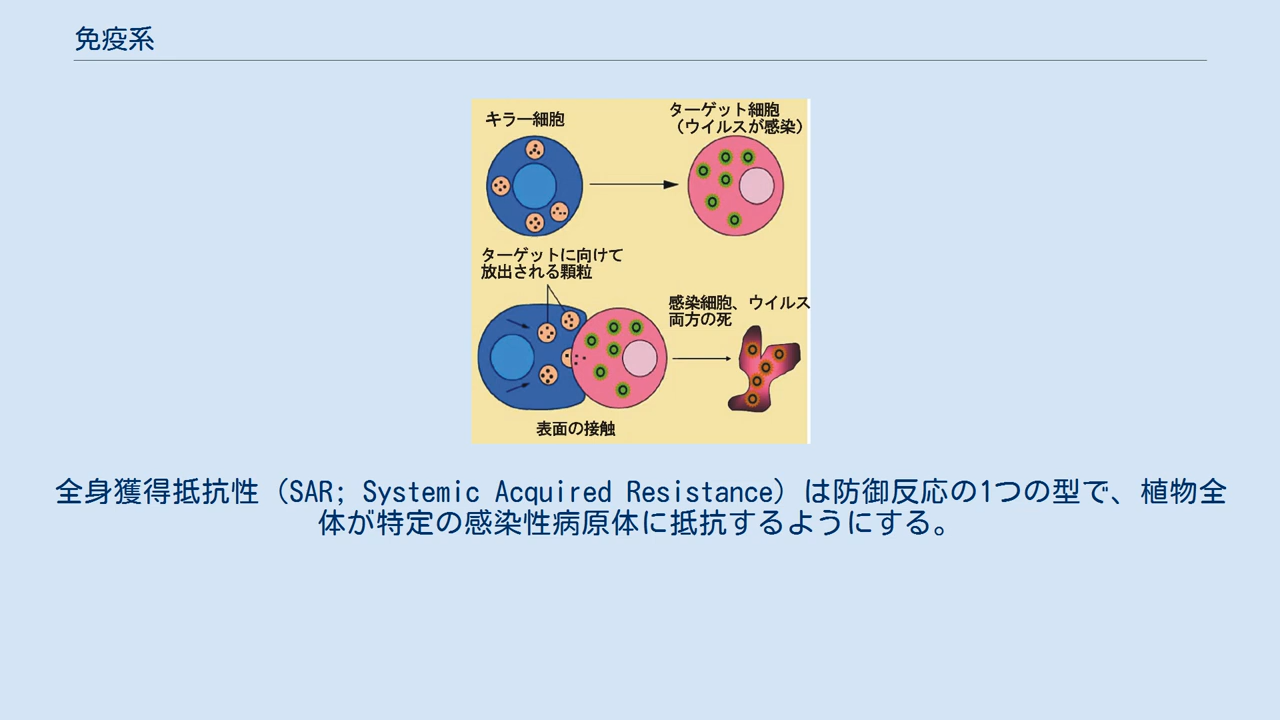 免疫系
キラー細胞
ターゲット細胞
（ウイルスが感染）
ターゲットに向けて
放出される顆粒
感染細胞、ウイルス
両方の死
表面の接触
全身獲得抵抗性（SAR; Systemic Acquired Resistance）は防御反応の1つの型で、植物全
体が特定の感染性病原体に抵抗するようにする。